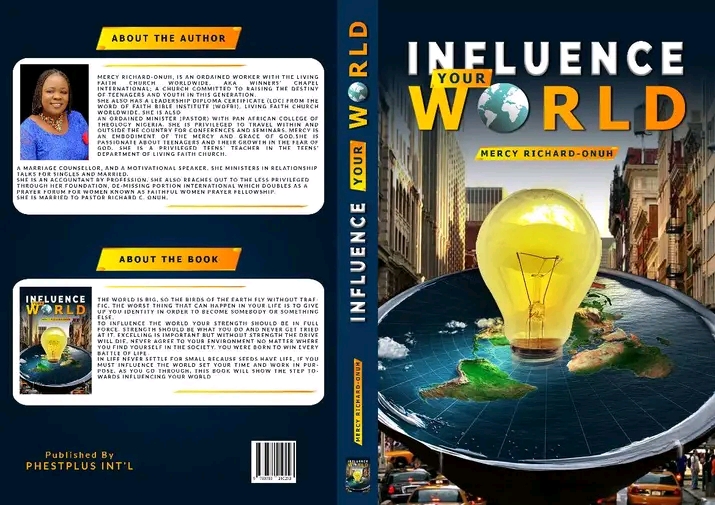 ABOUT THE AUTHOR
MERCY RICHARD-ONUH, IS AN ORDAINED WORKER WITH THE LIVING
FAITH CHURCH WORLDWIDE, AKA WINNERS' CHAPEL
INTERNATIONAL; A CHURCH COMMITTED TO RAISING THE DESTINY
OF TEENAGERS AND YOUTH IN THIS GENERATION.
SHE ALSO HAS A LEADERSHIP DIPLOMA CERTIFICATE (LDC) FROM THE
WORD OF FAITH BIBLE INSTITUTE (WOFBI), LIVING FAITH CHURCH
WORLDWIDE. SHE IS ALSO
AN ORDAINED MINISTER (PASTOR) WITH PAN AFRICAN COLLEGE OF
THEOLOGY NIGERIA. SHE IS PRIVILEGED TO TRAVEL WITHIN AND
OUTSIDE THE COUNTRY FOR CONFERENCES AND SEMINARS. MERCY IS
AN EMBODIMENT OF THE MERCY AND GRACE OF GOD.SHE IS
PASSIONATE ABOUT TEENAGERS AND THEIR GROWTH IN THE FEAR OF
GOD. SHE IS A PRIVILEGED TEENS' TEACHER IN THE TEENS'
DEPARTMENT OF LIVING FAITH CHURCH.
A MARRIAGE COUNSELLOR, AND A MOTIVATIONAL SPEAKER. SHE MINISTERS IN RELATIONSHIP
TALKS FOR SINGLES AND MARRIED.
SHE IS AN ACCOUNTANT BY PROFESSION. SHE ALSO REACHES OUT TO THE LESS PRIVILEGED
THROUGH HER FOUNDATION, DE-MISSING PORTION INTERNATIONAL WHICH DOUBLES AS A
PRAYER FORUM FOR WOMEN KNOWN AS FAITHFUL WOMEN PRAYER FELLOWSHIP.
SHE IS MARRIED TO PASTOR RICHARD C. ONUH.
ABOUT THE BOOK
INFLUENCE
YOUR
WORLD
THE WORLD IS BIG, SO THE BIRDS OF THE EARTH FLY WITHOUT TRAF-
FIC. THE WORST THING THAT CAN HAPPEN IN YOUR LIFE IS TO GIVE
UP YOU IDENTITY IN ORDER TO BECOME SOMEBODY OR SOMETHING
ELSE.
TO INFLUENCE THE WORLD YOUR STRENGTH SHOULD BE IN FULL
FORCE. STRENGTH SHOULD BE WHAT YOU DO AND NEVER GET TIRED
AT IT. EXCELLING IS IMPORTANT BUT WITHOUT STRENGTH THE DRIVE
WILL DIE. NEVER AGREE TO YOUR ENVIRONMENT NO MATTER WHERE
YOU FIND YOURSELF IN THE SOCIETY. YOU WERE BORN TO WIN EVERY
BATTLE OF LIFE.
IN LIFE NEVER SETTLE FOR SMALL BECAUSE SEEDS HAVE LIFE, IF YOU
MUST INFLUENCE THE WORLD SET YOUR TIME AND WORK IN PUR-
POSE, AS YOU GO THROUGH, THIS BOOK WILL SHOW THE STEP TO-
WARDS INFLUENCING YOUR WORLD
Published By
PHESTPLUS INT'L
INFLUENCE YOUR WORLD
MERCY RICHARD-ONUH
INFLUENCE
YOUR
WORLD
MERCY RICHARD-ONUH